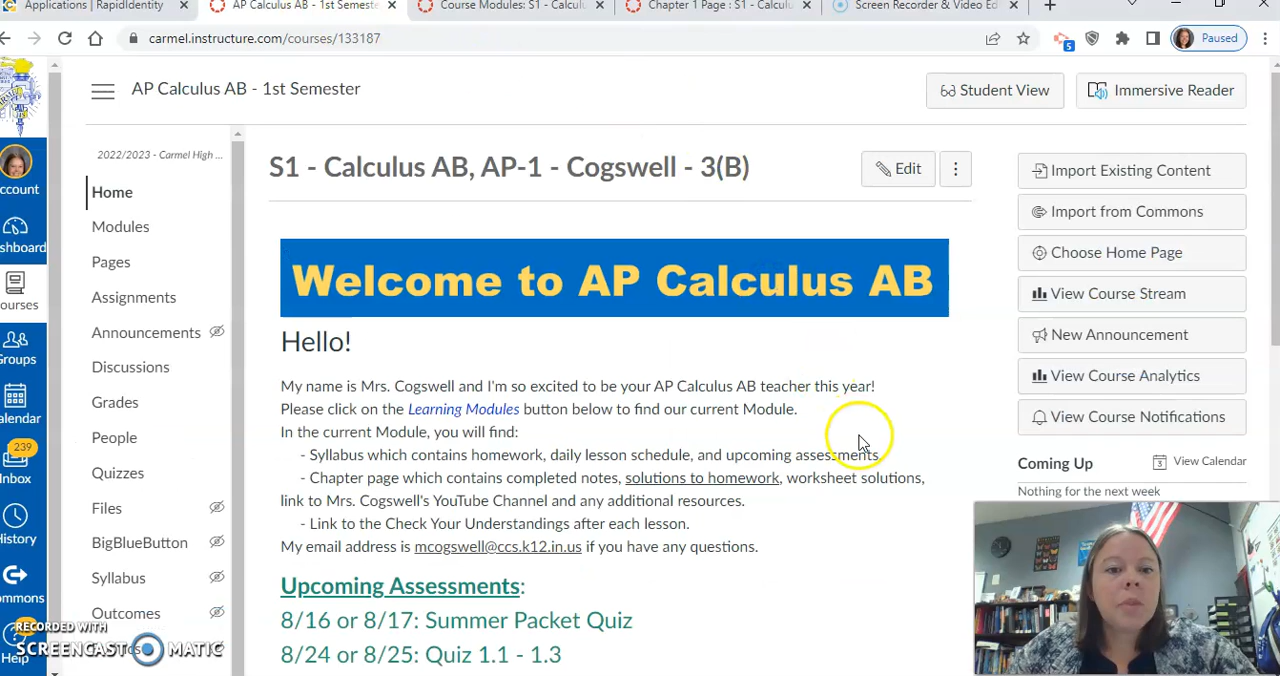 Applications | RapidIdentity
AP Calculus AB - 1st Semeste
Course Modules: S1 - Calculu
Chapter 1 Page : S1 - Calculu
Screen Recorder & Video Edi
carmel.instructure.com/courses/133187
5
Paused
AP Calculus AB - 1st Semester
Student View
Immersive Reader
2022/2023 - Carmel High ...
Home
Modules
Pages
Assignments
Announcements
Discussions
Grades
People
Quizzes
Files
BigBlueButton
Syllabus
Outcomes
ccount
shboard
ourses
Groups
Calendar
239
Inbox
History
mmons
Help
S1 - Calculus AB, AP-1 - Cogswell - 3(B)
Edit
Welcome to AP Calculus AB
Hello!
My name is Mrs. Cogswell and I'm so excited to be your AP Calculus AB teacher this year!
Please click on the Learning Modules button below to find our current Module.
In the current Module, you will find:
- Syllabus which contains homework, daily lesson schedule, and upcoming assessments.
- Chapter page which contains completed notes, solutions to homework, worksheet solutions,
link to Mrs. Cogswell's YouTube Channel and any additional resources.
- Link to the Check Your Understandings after each lesson.
My email address is mcogswell@ccs.k12.in.us if you have any questions.
Upcoming Assessments:
8/16 or 8/17: Summer Packet Quiz
8/24 or 8/25: Quiz 1.1 - 1.3
Import Existing Content
Import from Commons
Choose Home Page
View Course Stream
New Announcement
View Course Analytics
View Course Notifications
Coming Up
View Calendar
Nothing for the next week
RECORDED WITH
SCREENCAST MATIC